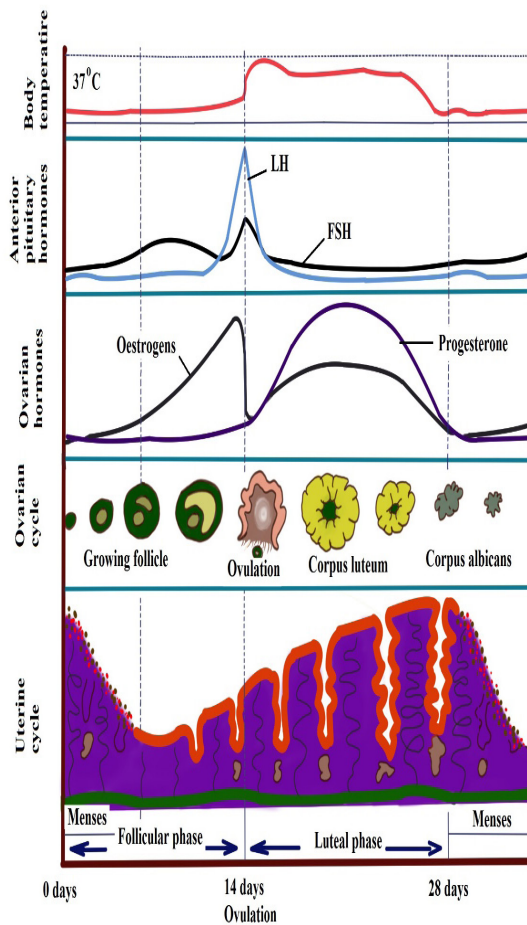 Body
temperatire
37°C
Anterior
pituitary
hormones
LH
FSH
Ovarian
hormones
Oestrogens
Progesterone
Ovarian
cycle
Growing follicle
Ovulation
Corpus luteum
Corpus albicans
Uterine
cycle
Menses
Follicular phase
Luteal phase
Menses
0 days
14 days
28 days
Ovulation